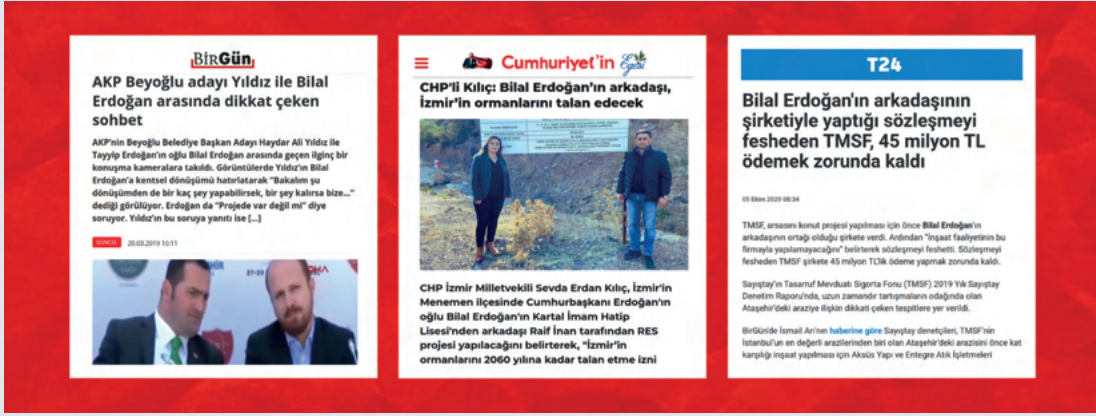 BirGün
AKP Beyoğlu adayı Yıldız ile Bilal
Erdoğan arasında dikkat çeken
sohbet
AKP'nin Beyoğlu Belediye Başkan Adayı Haydar Ali Yıldız ile
Tayyip Erdoğan'ın oğlu Bilal Erdoğan arasında geçen ilginç bir
konuşma kameralara takıldı. Görüntülerde Yıldız'ın Bilal
Erdoğan'a kentsel dönüşümü hatırlatarak "Bakalım şu
dönüşümden de bir kaç şey yapabilirsek, bir şey kalırsa bize..."
dediği görülüyor. Erdoğan da "Projede var değil mi" diye
soruyor. Yıldız'ın bu soruya yanıtı ise [...]
GÜNCEL 20.03.2019 10:11
Cumhuriyet'in Egesi
CHP'li Kılıç: Bilal Erdoğan'ın arkadaşı,
İzmir'in ormanlarını talan edecek
CHP İzmir Milletvekili Sevda Erdan Kılıç, İzmir'in
Menemen ilçesinde Cumhurbaşkanı Erdoğan'ın
oğlu Bilal Erdoğan'ın Kartal İmam Hatip
Lisesi'nden arkadaşı Raif İnan tarafından RES
projesi yapılacağını belirterek, "İzmir'in
ormanlarını 2060 yılına kadar talan etme izni
T24
Bilal Erdoğan'ın arkadaşının
şirketiyle yaptığı sözleşmeyi
fesheden TMSF, 45 milyon TL
ödemek zorunda kaldı
05 Ekim 2020 08:34
TMSF, arsasını konut projesi yapılması için önce Bilal Erdoğan'ın
arkadaşının ortağı olduğu şirkete verdi. Ardından "İnşaat faaliyetinin bu
firmayla yapılamayacağını" belirterek sözleşmeyi feshetti. Sözleşmeyi
fesheden TMSF şirkete 45 milyon TL'lik ödeme yapmak zorunda kaldı.
Sayıştay'ın Tasarruf Mevduatı Sigorta Fonu (TMSF) 2019 Yılı Sayıştay
Denetim Raporu'nda, uzun zamandır tartışmaların odağında olan
Ataşehir'deki araziye ilişkin dikkati çeken tespitlere yer verildi.
BirGün'de İsmail Arı'nın haberine göre Sayıştay denetçileri, TMSF'nin
İstanbul'un en değerli arazilerinden biri olan Ataşehir'deki arazisini önce kat
karşılığı inşaat yapılması için Aksüs Yapı ve Entegre Atık İşletmeleri